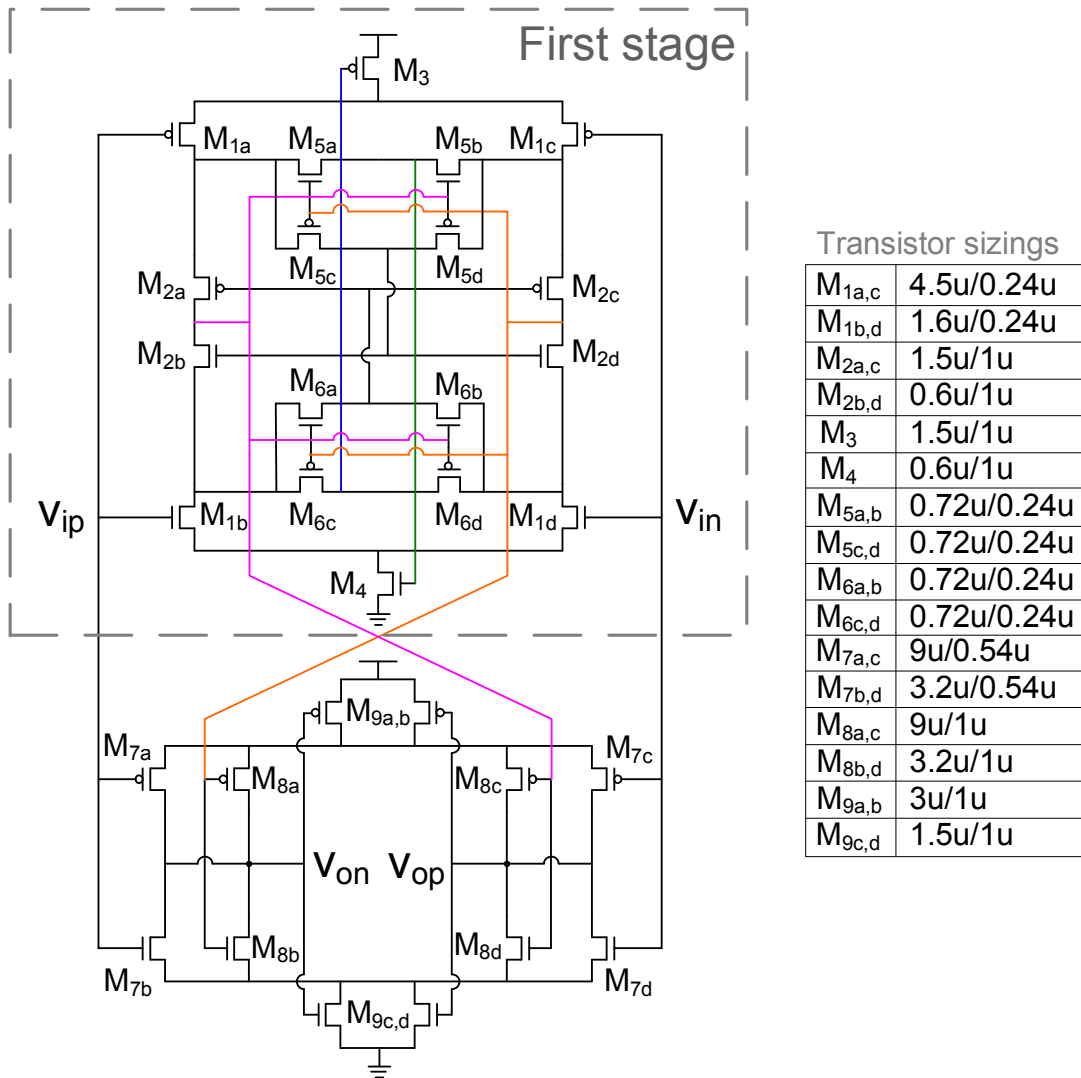 First stage
M3
M1a
M5a
M5b
M1c
M5c
M5d
M2a
M2c
M2b
M2d
M6a
M6b
Vip
M1b
M6c
M6d
M1d
Vin
M4
M9a,b
M7a
M8a
M8c
M7c
Von
Vop
M8b
M8d
M7b
M9c,d
M7d
Transistor sizings
M1a,c 4.5u/0.24u
M1b,d 1.6u/0.24u
M2a,c 1.5u/1u
M2b,d 0.6u/1u
M3 1.5u/1u
M4 0.6u/1u
M5a,b 0.72u/0.24u
M5c,d 0.72u/0.24u
M6a,b 0.72u/0.24u
M6c,d 0.72u/0.24u
M7a,c 9u/0.54u
M7b,d 3.2u/0.54u
M8a,c 9u/1u
M8b,d 3.2u/1u
M9a,b 3u/1u
M9c,d 1.5u/1u